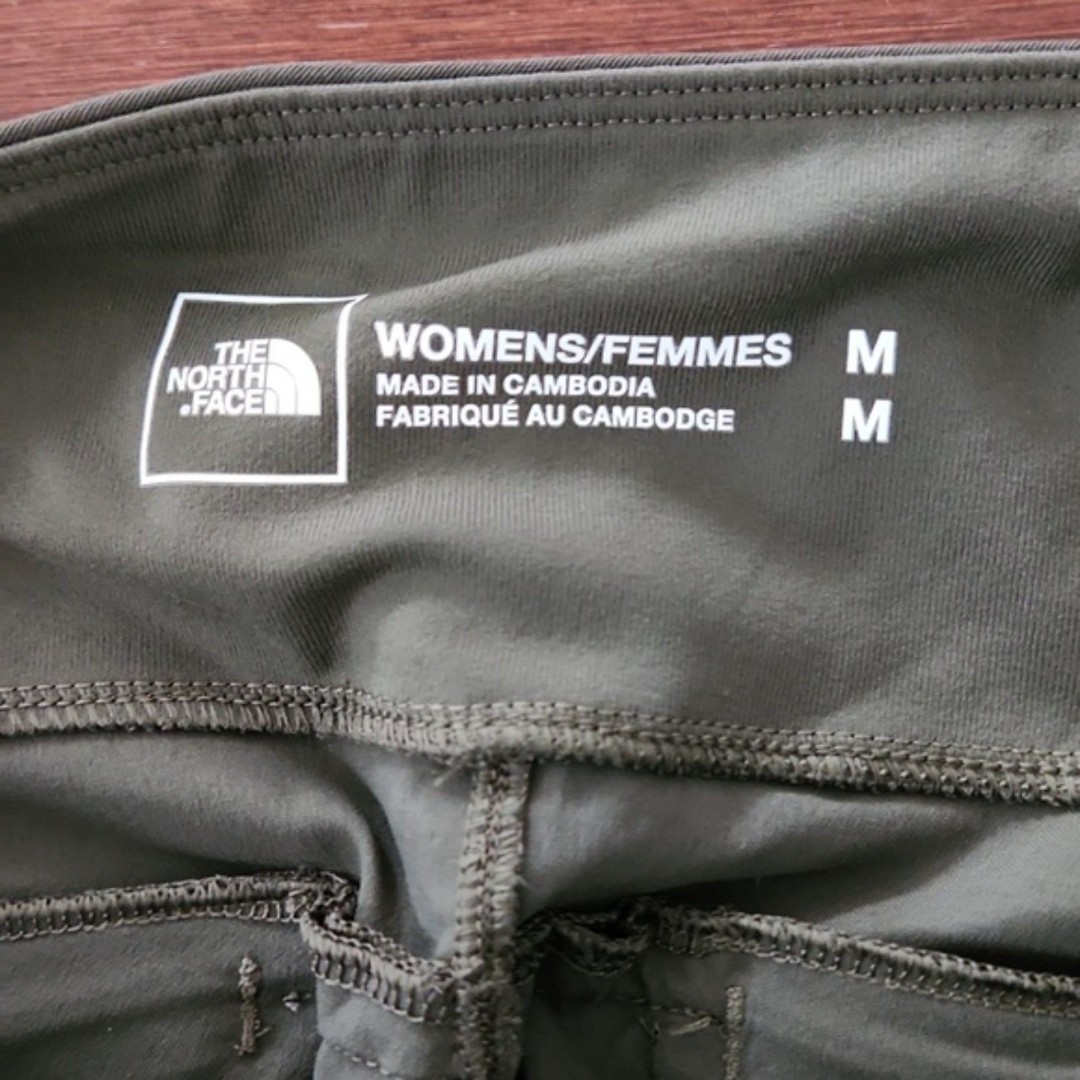 THE
NORTH
FACE
WOMENS/FEMMES M
MADE IN CAMBODIA
FABRIQUÉ AU CAMBODGE M